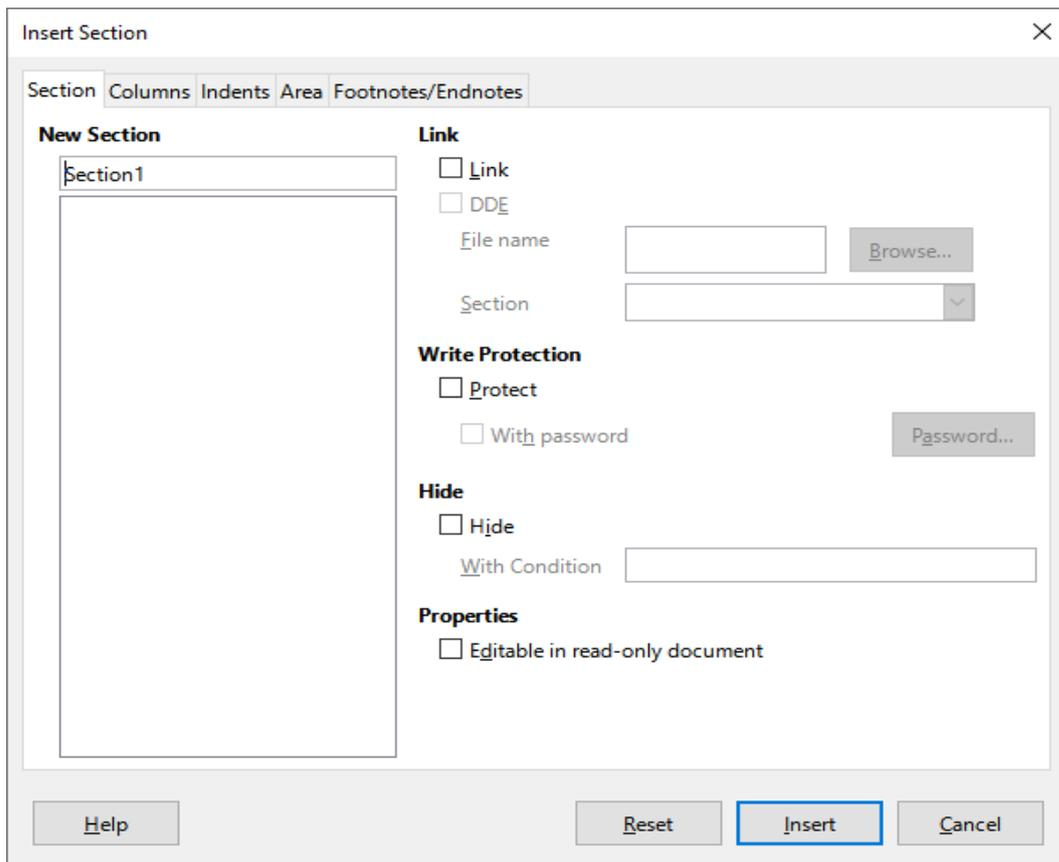 Insert Section
Section Columns Indents Area Footnotes/Endnotes
New Section
Section1
Link
Link
DDE
File name
Browse...
Section
Write Protection
Protect
With password
Password...
Hide
Hide
With Condition
Properties
Editable in read-only document
Help
Reset
Insert
Cancel